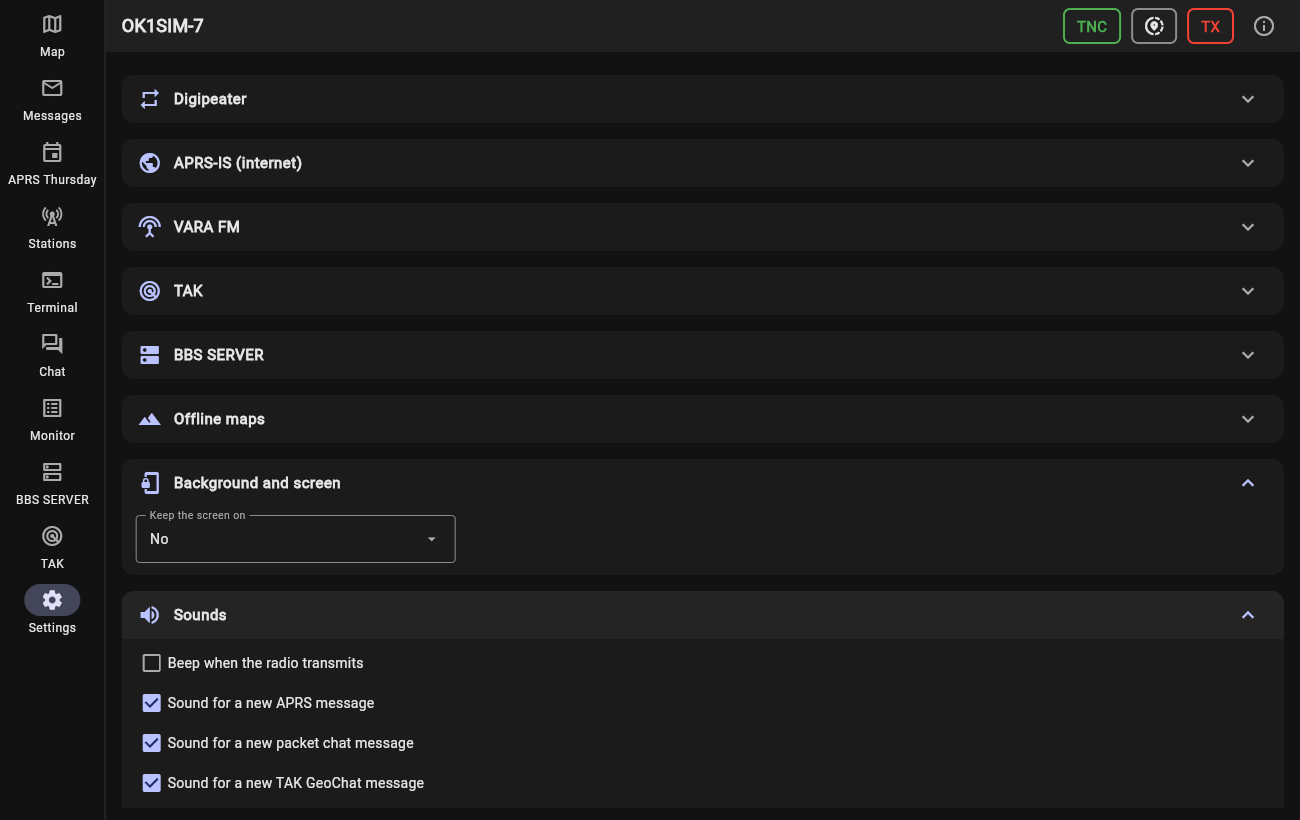 OK1SIM-7
TNC
TX
Map
Messages
APRS Thursday
Stations
Terminal
Chat
Monitor
BBS SERVER
TAK
Settings
Digipeater
APRS-IS (internet)
VARA FM
TAK
BBS SERVER
Offline maps
Background and screen
Keep the screen on
No
Sounds
Beep when the radio transmits
Sound for a new APRS message
Sound for a new packet chat message
Sound for a new TAK GeoChat message